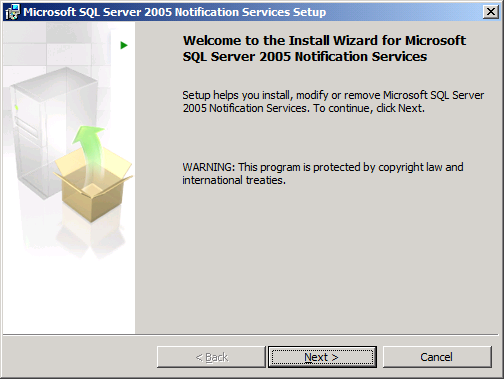 Microsoft SQL Server 2005 Notification Services Setup
Welcome to the Install Wizard for Microsoft
SQL Server 2005 Notification Services
Setup helps you install, modify or remove Microsoft SQL Server
2005 Notification Services. To continue, click Next.
WARNING: This program is protected by copyright law and
international treaties.
< Back
Next >
Cancel